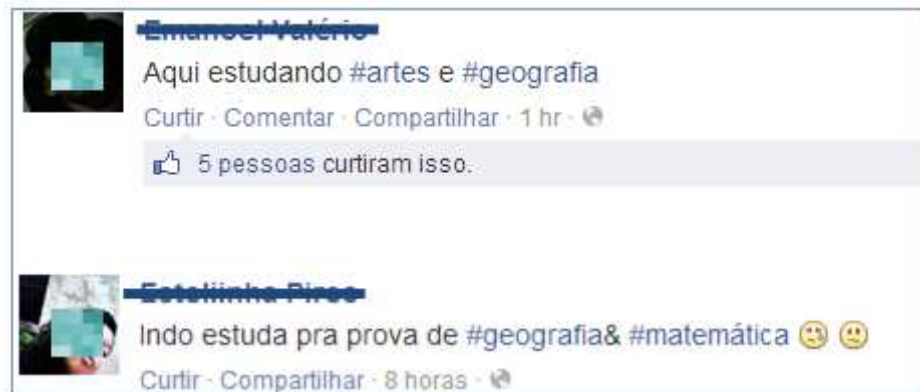 Aqui estudando #artes e #geografia
Curtir · Comentar · Compartilhar · 1 hr ·
5 pessoas curtiram isso.
Indo estuda pra prova de #geografia& #matemática
Curtir · Compartilhar · 8 horas ·